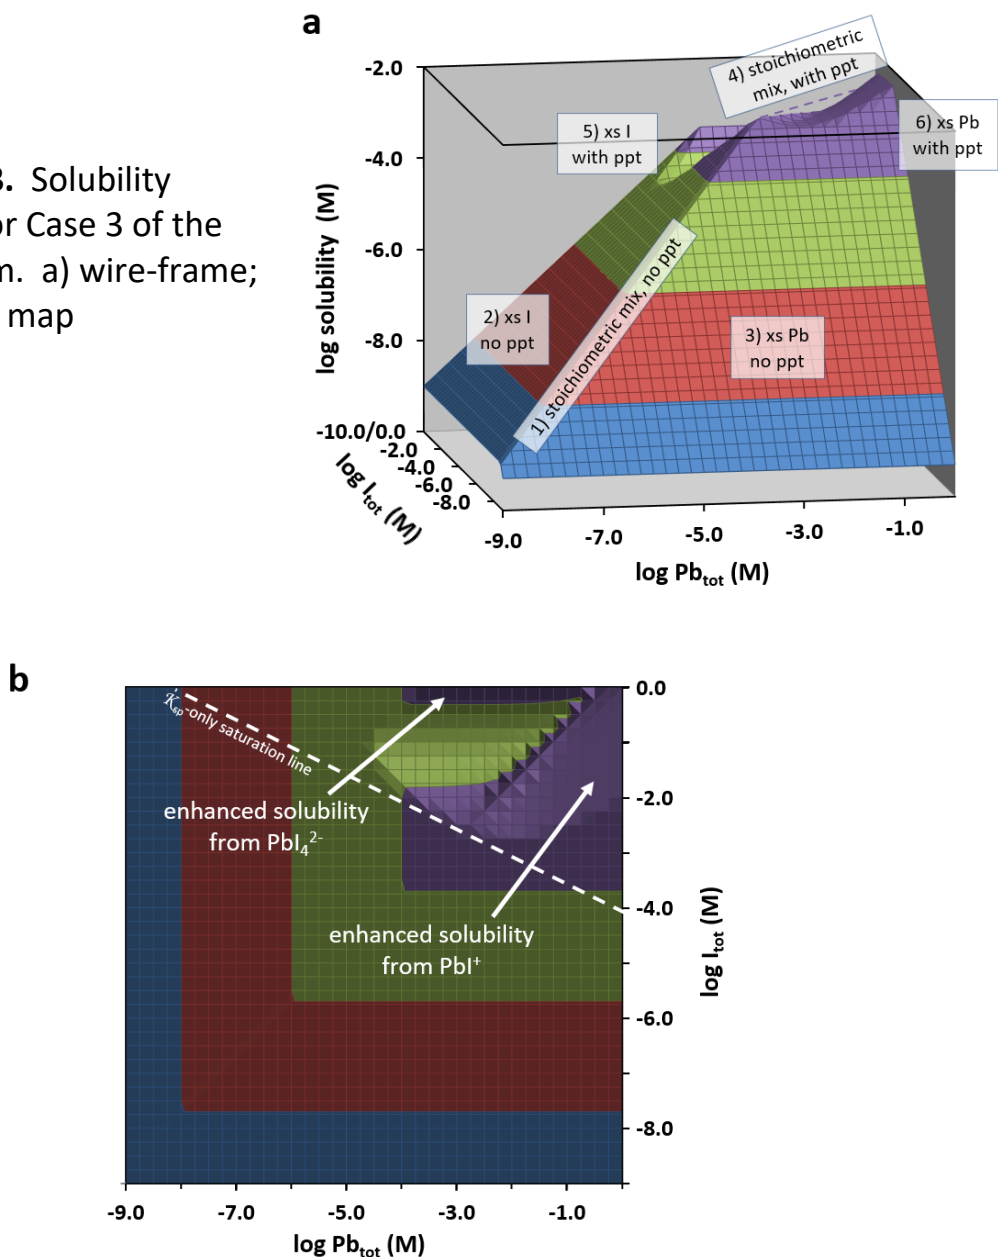 a
3. Solubility
or Case 3 of the
m. a) wire-frame;
map
-2.0
-4.0
-6.0
-8.0
-10.0/0.0
-2.0
-4.0
-6.0
-8.0
log solubility (M)
log Itot (M)
4) stoichiometric
mix, with ppt
5) xs I
with ppt
6) xs Pb
with ppt
2) xs I
no ppt
1) stoichiometric mix, no ppt
3) xs Pb
no ppt
-9.0 -7.0 -5.0 -3.0 -1.0
log Pbtot (M)
b
Ksp-only saturation line
enhanced solubility
from PbI4 2-
enhanced solubility
from PbI+
0.0
-2.0
-4.0
-6.0
-8.0
log Itot (M)
-9.0 -7.0 -5.0 -3.0 -1.0
log Pbtot (M)